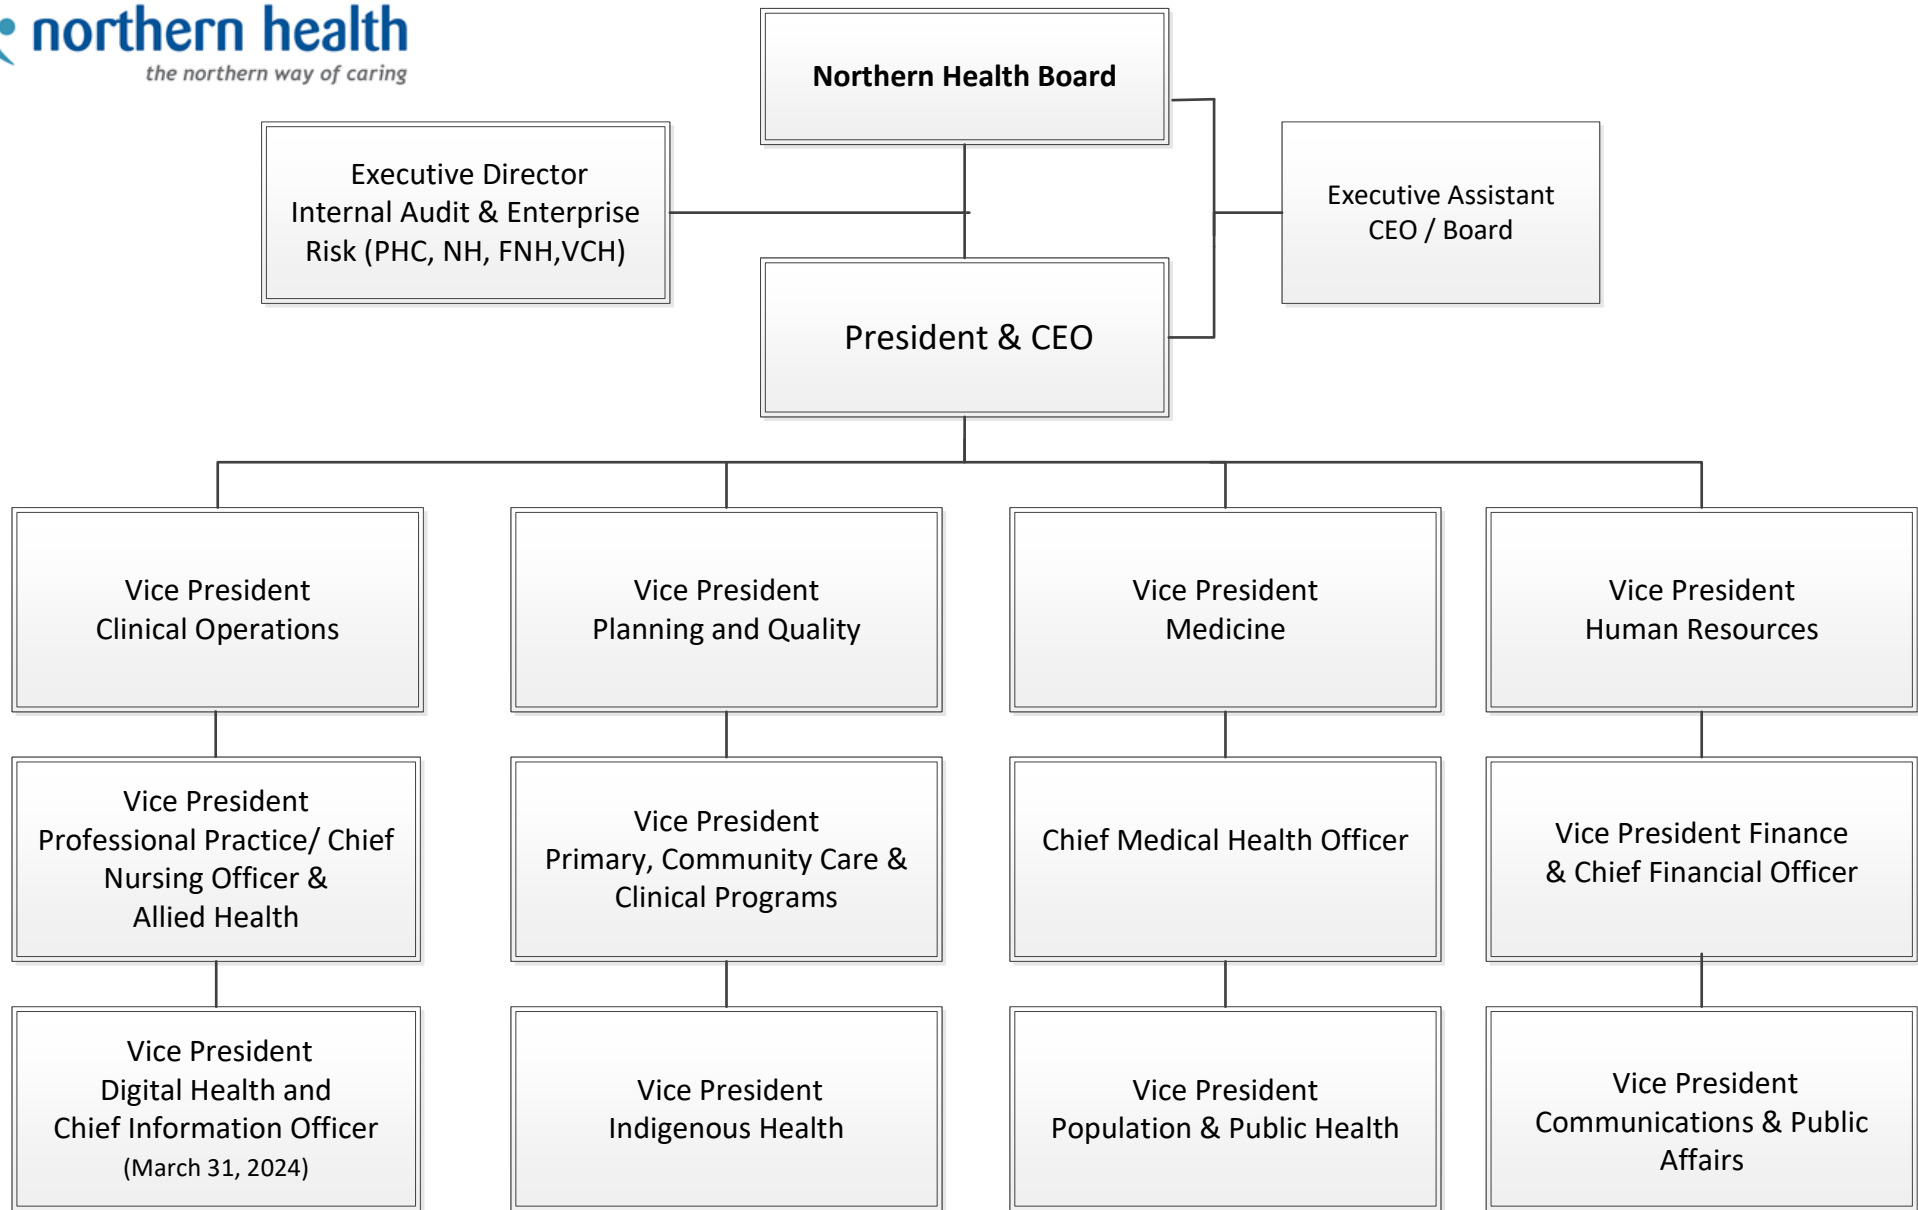 northern health
the northern way of caring
Northern Health Board
Executive Director
Internal Audit & Enterprise
Risk (PHC, NH, FNH,VCH)
Executive Assistant
CEO / Board
President & CEO
Vice President
Clinical Operations
Vice President
Planning and Quality
Vice President
Medicine
Vice President
Human Resources
Vice President
Professional Practice/ Chief
Nursing Officer &
Allied Health
Vice President
Primary, Community Care &
Clinical Programs
Chief Medical Health Officer
Vice President Finance
& Chief Financial Officer
Vice President
Digital Health and
Chief Information Officer
(March 31, 2024)
Vice President
Indigenous Health
Vice President
Population & Public Health
Vice President
Communications & Public
Affairs